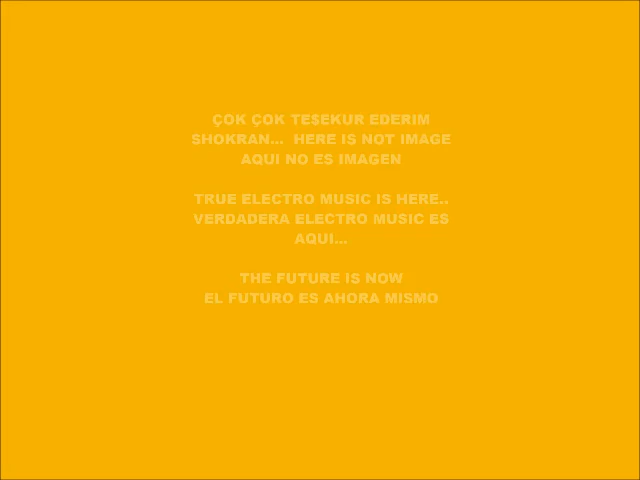 ÇOK ÇOK TESEKUR EDERIM
SHOKRAN... HERE IS NOT IMAGE
AQUI NO ES IMAGEN
TRUE ELECTRO MUSIC IS HERE..
VERDADERA ELECTRO MUSIC ES
AQUI...
THE FUTURE IS NOW
EL FUTURO ES AHORA MISMO